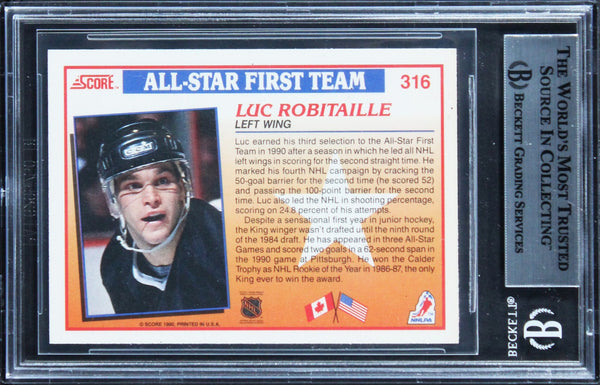 SCORE™
ALL-STAR FIRST TEAM
316
LUC ROBITAILLE
LEFT WING
Luc earned his third selection to the All-Star First
Team in 1990 after a season in which he led all NHL
left wings in scoring for the second straight time. He
marked his fourth NHL campaign by cracking the
50-goal barrier for the second time (he scored 52)
and passing the 100-point barrier for the second
time. Luc also led the NHL in shooting percentage,
scoring on 24.8 percent of his attempts.
Despite a sensational first year in junior hockey,
the King winger wasn't drafted until the ninth round
of the 1984 draft. He has appeared in three All-Star
Games and scored two goals in a 62-second span in
the 1990 game at Pittsburgh. He won the Calder
Trophy as NHL Rookie of the Year in 1986-87, the only
King ever to win the award.
© SCORE 1990, PRINTED IN U.S.A.
NHL
NHLPA
THE WORLD'S MOST TRUSTED
SOURCE IN COLLECTING™
BECKETT GRADING SERVICES
B
BECKETT®
B